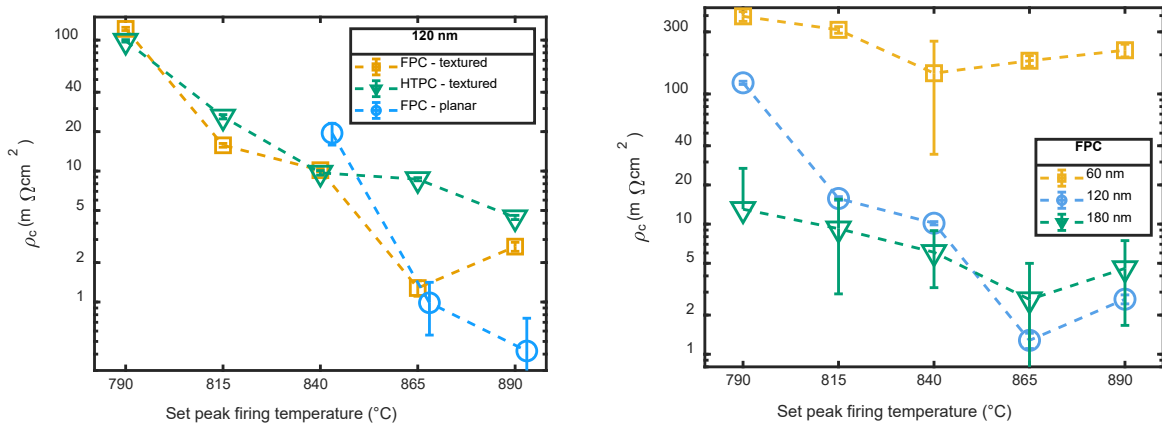 120 nm
FPC - textured
HTPC - textured
FPC - planar
100
40
20
10
5
2
1
790
815
840
865
890
ρc (m Ωcm 2 )
Set peak firing temperature (°C)
FPC
60 nm
120 nm
180 nm
300
100
40
20
10
5
2
1
790
815
840
865
890
ρc (m Ωcm 2 )
Set peak firing temperature (°C)